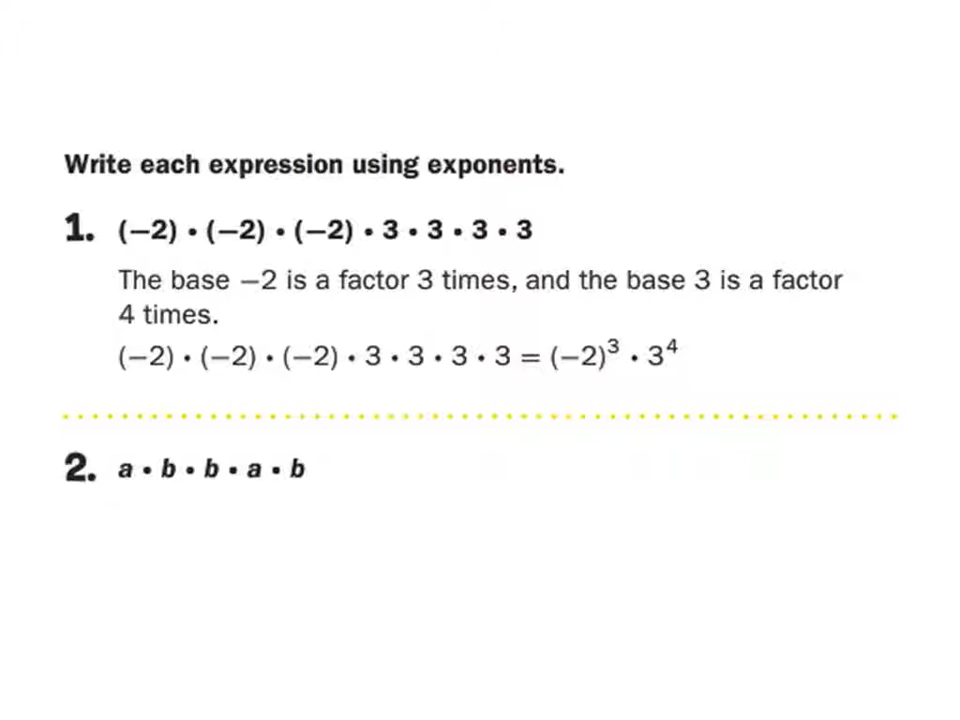 Write each expression using exponents.
1. (−2) • (−2) • (−2) • 3 • 3 • 3 • 3
The base −2 is a factor 3 times, and the base 3 is a factor
4 times.
(−2) • (−2) • (−2) • 3 • 3 • 3 • 3 = (−2)³ • 3⁴
2. a • b • b • a • b